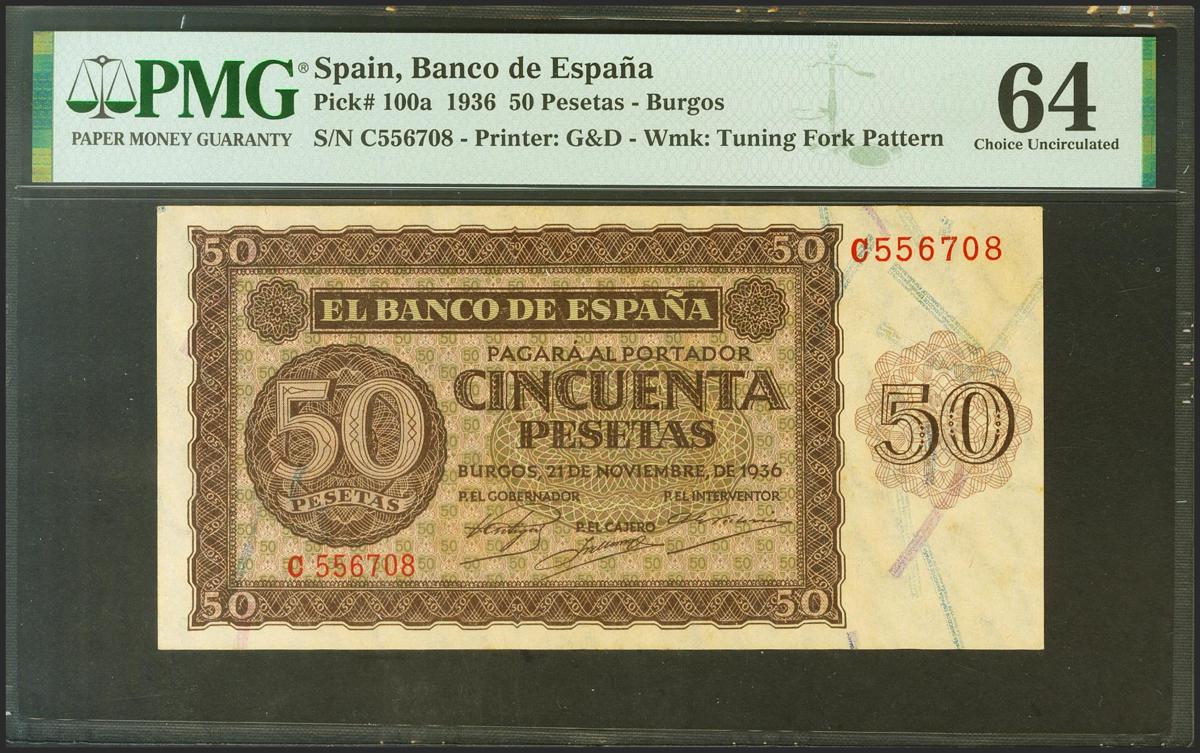 PMG® Spain, Banco de España
Pick# 100a 1936 50 Pesetas - Burgos
PAPER MONEY GUARANTY S/N C556708 - Printer: G&D - Wmk: Tuning Fork Pattern
64
Choice Uncirculated
50 50
C556708
EL BANCO DE ESPAÑA
PAGARÁ AL PORTADOR
CINCUENTA
PESETAS
50
PESETAS
50
BURGOS, 21 DE NOVIEMBRE, DE 1936
P.EL GOBERNADOR P.EL INTERVENTOR
P.EL CAJERO
C 556708
50 50